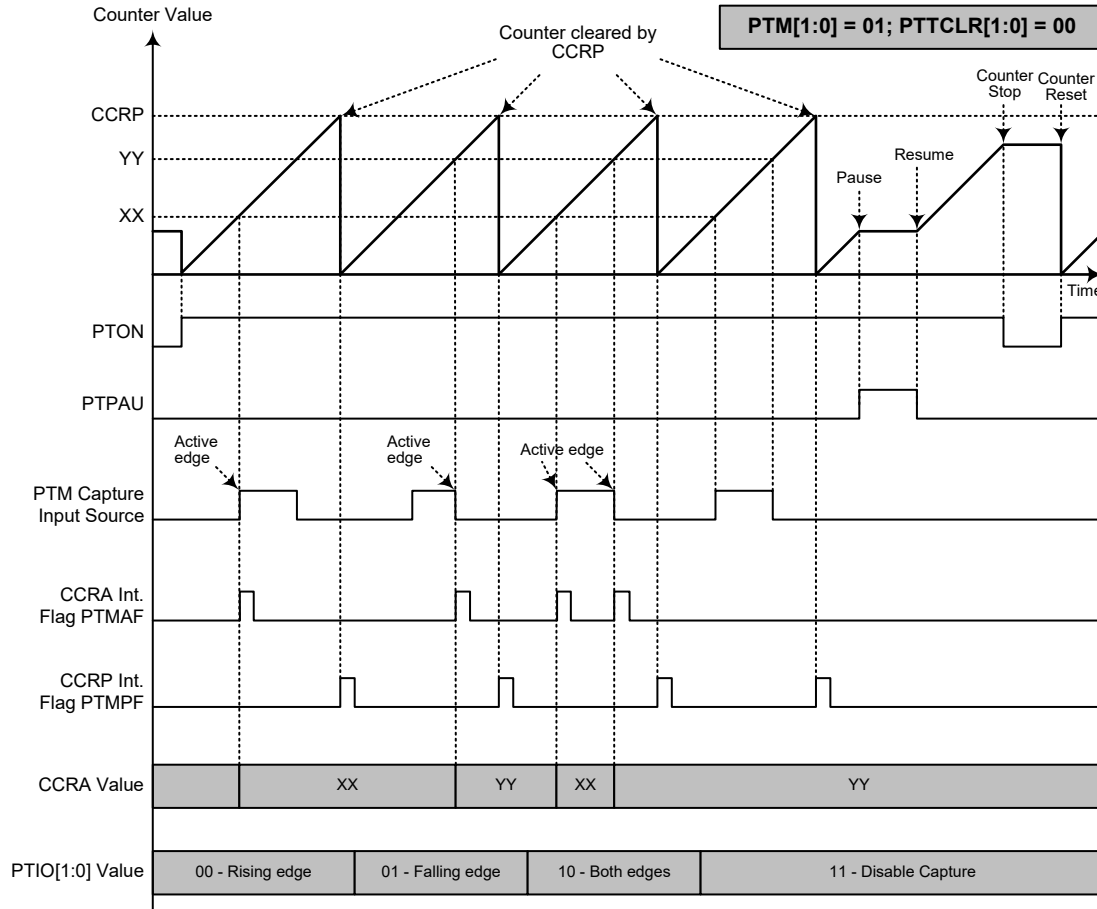 Counter Value
PTM[1:0] = 01; PTTCLR[1:0] = 00
Counter cleared by
CCRP
Counter
Stop
Counter
Reset
CCRP
YY
XX
Pause
Resume
Time
PTON
PTPAU
Active
edge
Active
edge
Active edge
PTM Capture
Input Source
CCRA Int.
Flag PTMAF
CCRP Int.
Flag PTMPF
CCRA Value
XX
YY
XX
YY
PTIO[1:0] Value
00 - Rising edge
01 - Falling edge
10 - Both edges
11 - Disable Capture